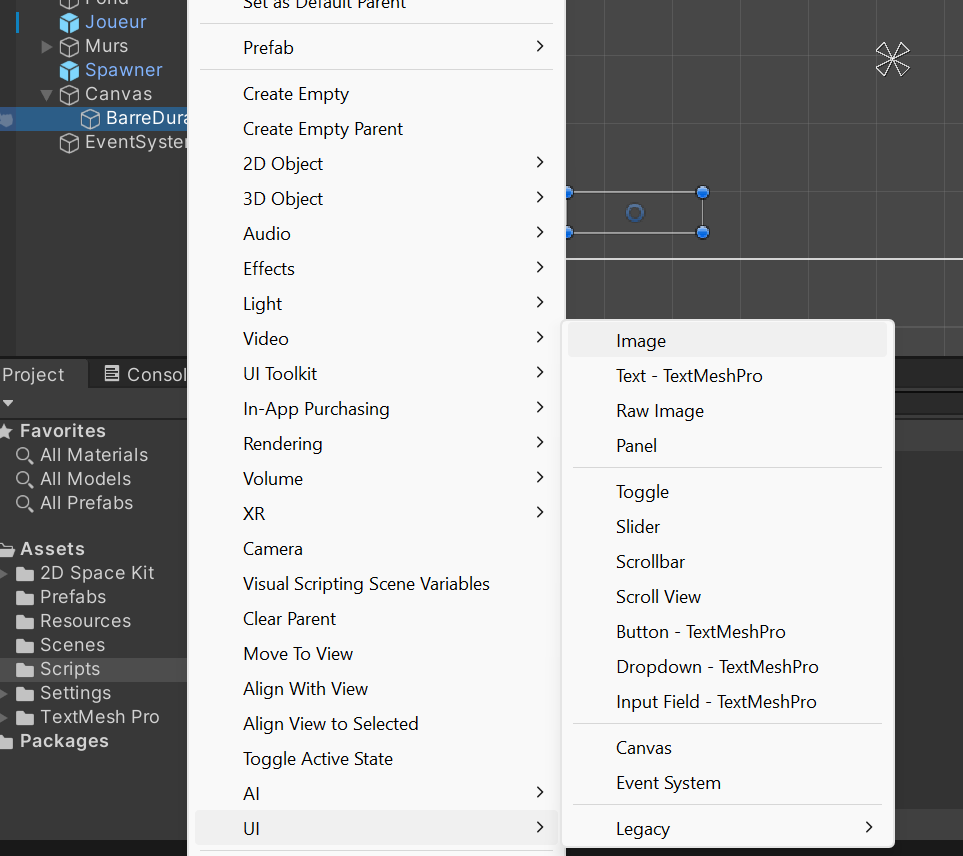 Fond
Joueur
Murs
Spawner
Canvas
BarreDura
EventSystem
Set as Default Parent
Prefab
Create Empty
Create Empty Parent
2D Object
3D Object
Audio
Effects
Light
Video
UI Toolkit
In-App Purchasing
Rendering
Volume
XR
Camera
Visual Scripting Scene Variables
Clear Parent
Move To View
Align With View
Align View to Selected
Toggle Active State
AI
UI
Image
Text - TextMeshPro
Raw Image
Panel
Toggle
Slider
Scrollbar
Scroll View
Button - TextMeshPro
Dropdown - TextMeshPro
Input Field - TextMeshPro
Canvas
Event System
Legacy
Project
Consol
Favorites
All Materials
All Models
All Prefabs
Assets
2D Space Kit
Prefabs
Resources
Scenes
Scripts
Settings
TextMesh Pro
Packages